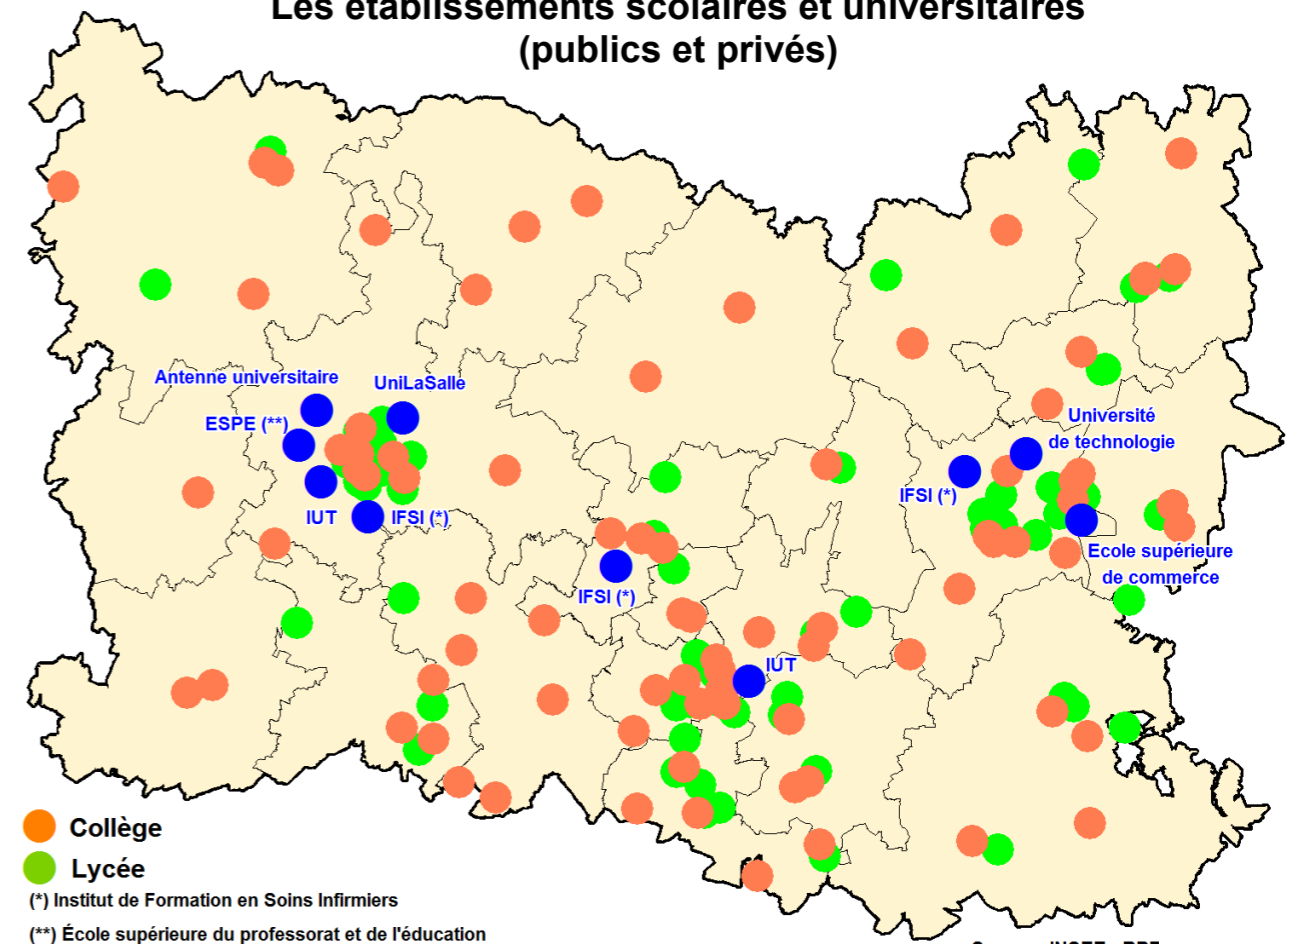 Les établissements scolaires et universitaires
(publics et privés)
Antenne universitaire
UniLaSalle
ESPE (**)
IUT
IFSI (*)
Université
de technologie
IFSI (*)
Ecole supérieure
de commerce
IFSI (*)
IUT
Collège
Lycée
(*) Institut de Formation en Soins Infirmiers
(**) École supérieure du professorat et de l'éducation